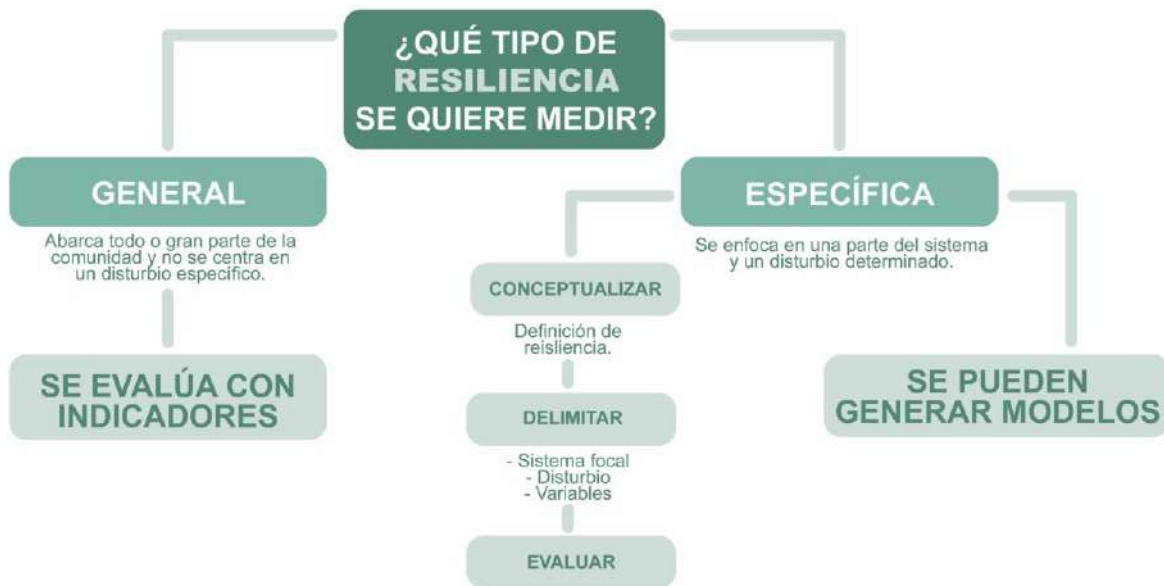 ¿QUÉ TIPO DE
RESILIENCIA
SE QUIERE MEDIR?
GENERAL
Abarca todo o gran parte de la
comunidad y no se centra en
un disturbio específico.
SE EVALÚA CON
INDICADORES
ESPECÍFICA
Se enfoca en una parte del sistema
y un disturbio determinado.
CONCEPTUALIZAR
Definición de
reisliencia.
DELIMITAR
- Sistema focal
- Disturbio
- Variables
EVALUAR
SE PUEDEN
GENERAR MODELOS